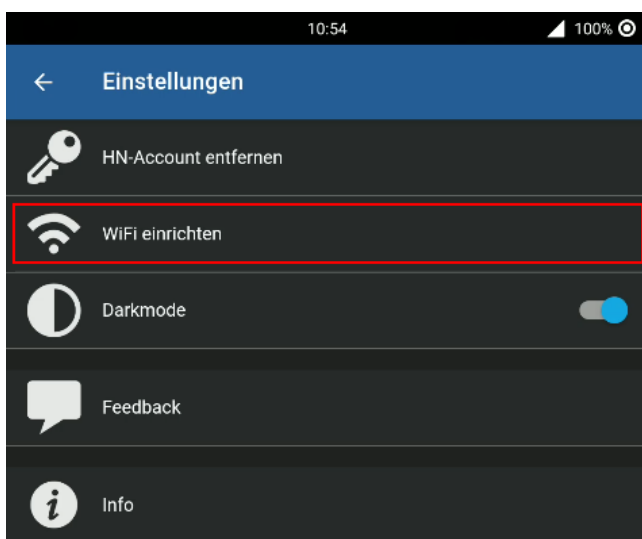 10:54
100%
Einstellungen
HN-Account entfernen
WiFi einrichten
Darkmode
Feedback
Info